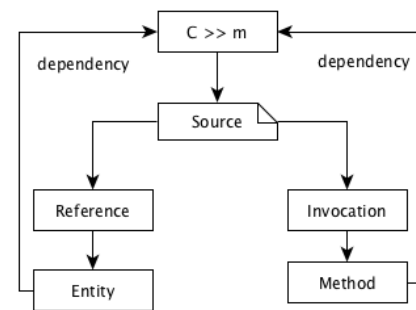 C >> m
dependency
dependency
Source
Reference
Invocation
Entity
Method